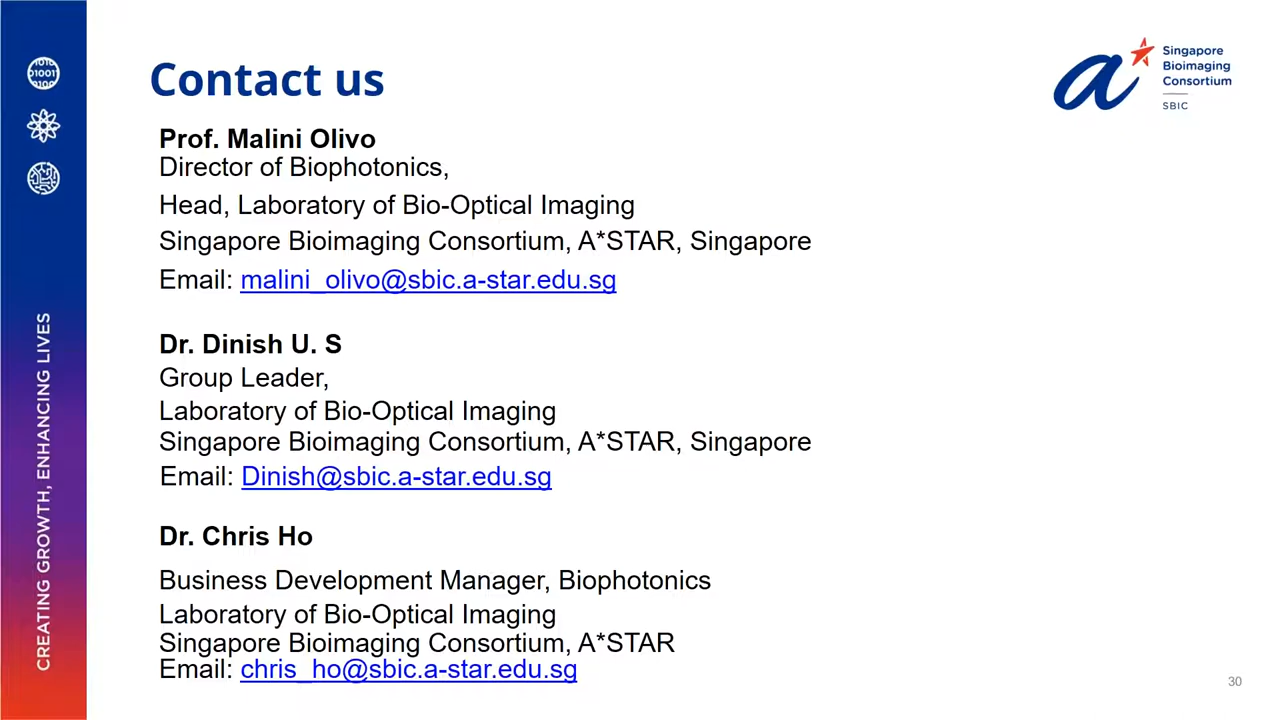 Contact us
Singapore
Bioimaging
Consortium
SBIC
Prof. Malini Olivo
Director of Biophotonics,
Head, Laboratory of Bio-Optical Imaging
Singapore Bioimaging Consortium, A*STAR, Singapore
Email: malini_olivo@sbic.a-star.edu.sg
Dr. Dinish U. S
Group Leader,
Laboratory of Bio-Optical Imaging
Singapore Bioimaging Consortium, A*STAR, Singapore
Email: Dinish@sbic.a-star.edu.sg
Dr. Chris Ho
Business Development Manager, Biophotonics
Laboratory of Bio-Optical Imaging
Singapore Bioimaging Consortium, A*STAR
Email: chris_ho@sbic.a-star.edu.sg
CREATING GROWTH, ENHANCING LIVES
30